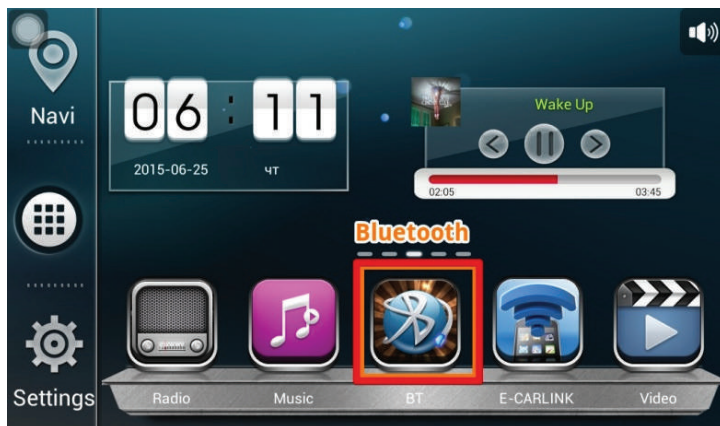 Navi
06:11
2015-06-25 чт
Wake Up
02:05 03:45
Bluetooth
Settings
Radio Music BT E-CARLINK Video